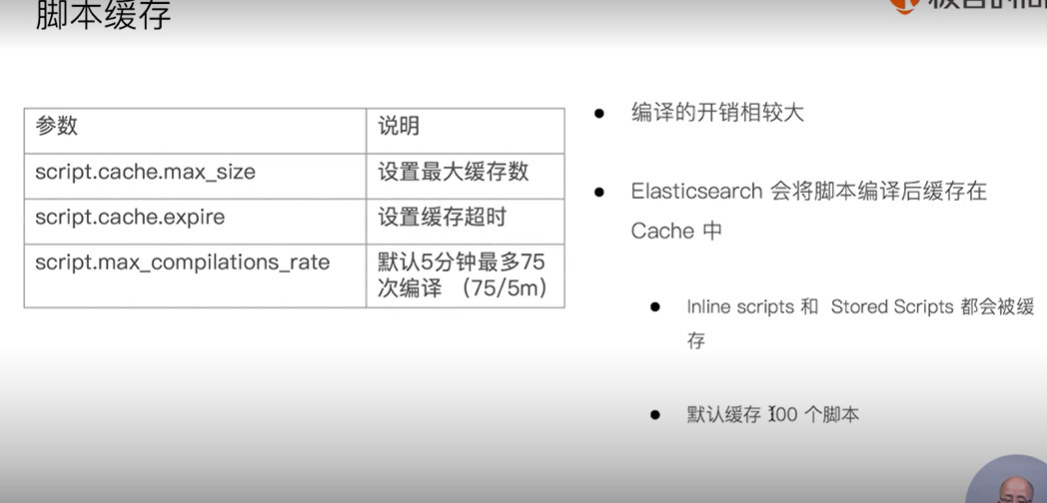 脚本缓存
参数 说明
script.cache.max_size 设置最大缓存数
script.cache.expire 设置缓存超时
script.max_compilations_rate 默认5分钟最多75
次编译 （75/5m）
● 编译的开销相较大
● Elasticsearch 会将脚本编译后缓存在
Cache 中
● Inline scripts 和 Stored Scripts 都会被缓
存
● 默认缓存 100 个脚本